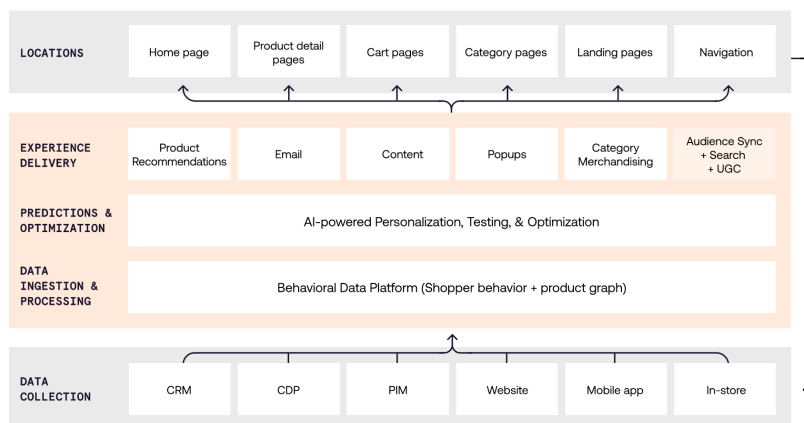 LOCATIONS
Home page
Product detail
pages
Cart pages
Category pages
Landing pages
Navigation
EXPERIENCE
DELIVERY
Product
Recommendations
Email
Content
Popups
Category
Merchandising
Audience Sync
+ Search
+ UGC
PREDICTIONS &
OPTIMIZATION
AI-powered Personalization, Testing, & Optimization
DATA
INGESTION &
PROCESSING
Behavioral Data Platform (Shopper behavior + product graph)
DATA
COLLECTION
CRM
CDP
PIM
Website
Mobile app
In-store